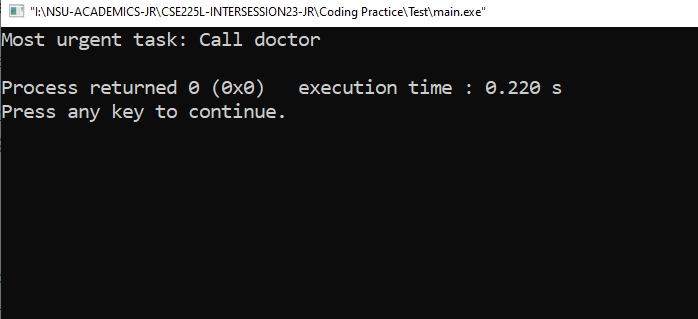 "I:\NSU-ACADEMICS-JR\CSE225L-INTERSESSION23-JR\Coding Practice\Test\main.exe"
Most urgent task: Call doctor
Process returned 0 (0x0)   execution time : 0.220 s
Press any key to continue.